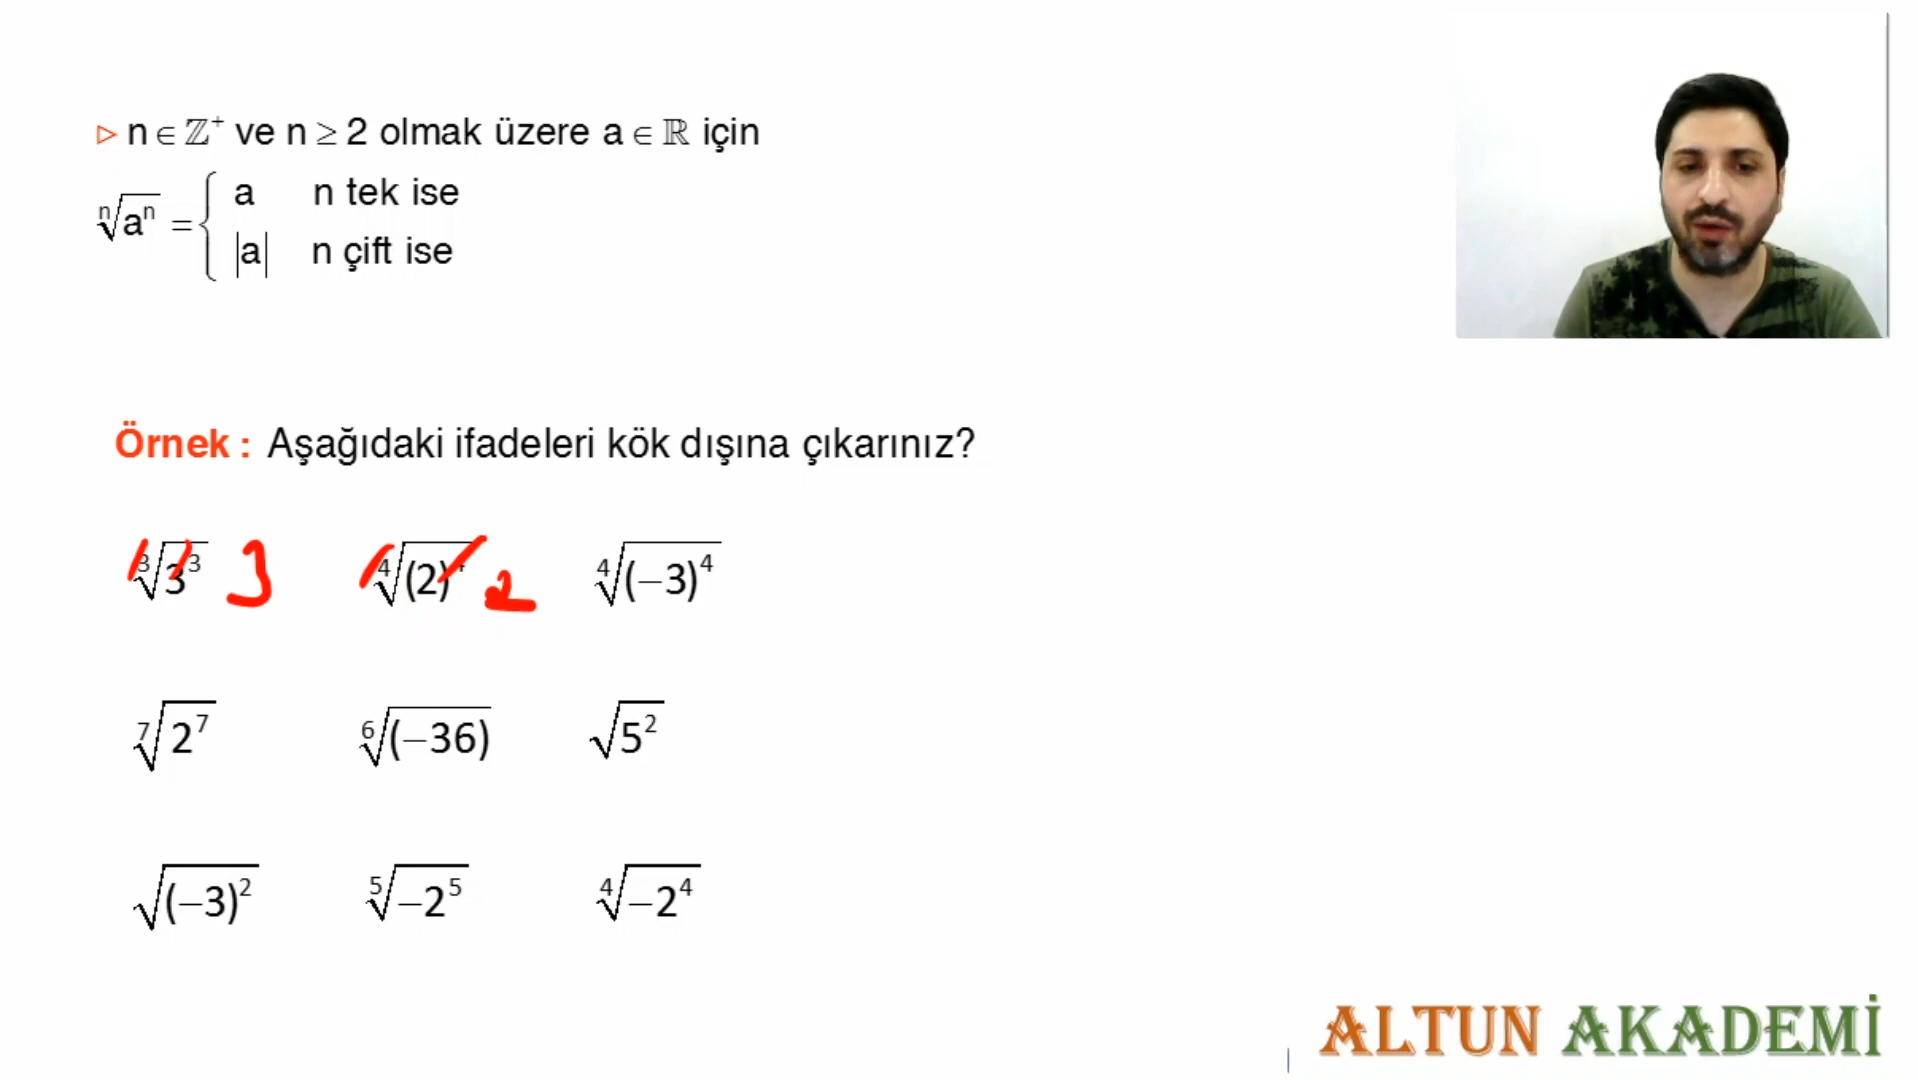 ▷ n ∈ ℤ⁺ ve n ≥ 2 olmak üzere a ∈ ℝ için
ⁿ√aⁿ = { a n tek ise
|a| n çift ise
Örnek : Aşağıdaki ifadeleri kök dışına çıkarınız?
³√3³ 3 ⁴√(2)⁴ 2 ⁴√(−3)⁴
⁷√2⁷ ⁶√(−36) √5²
√(−3)² ⁵√−2⁵ ⁴√−2⁴
ALTUN AKADEMİ